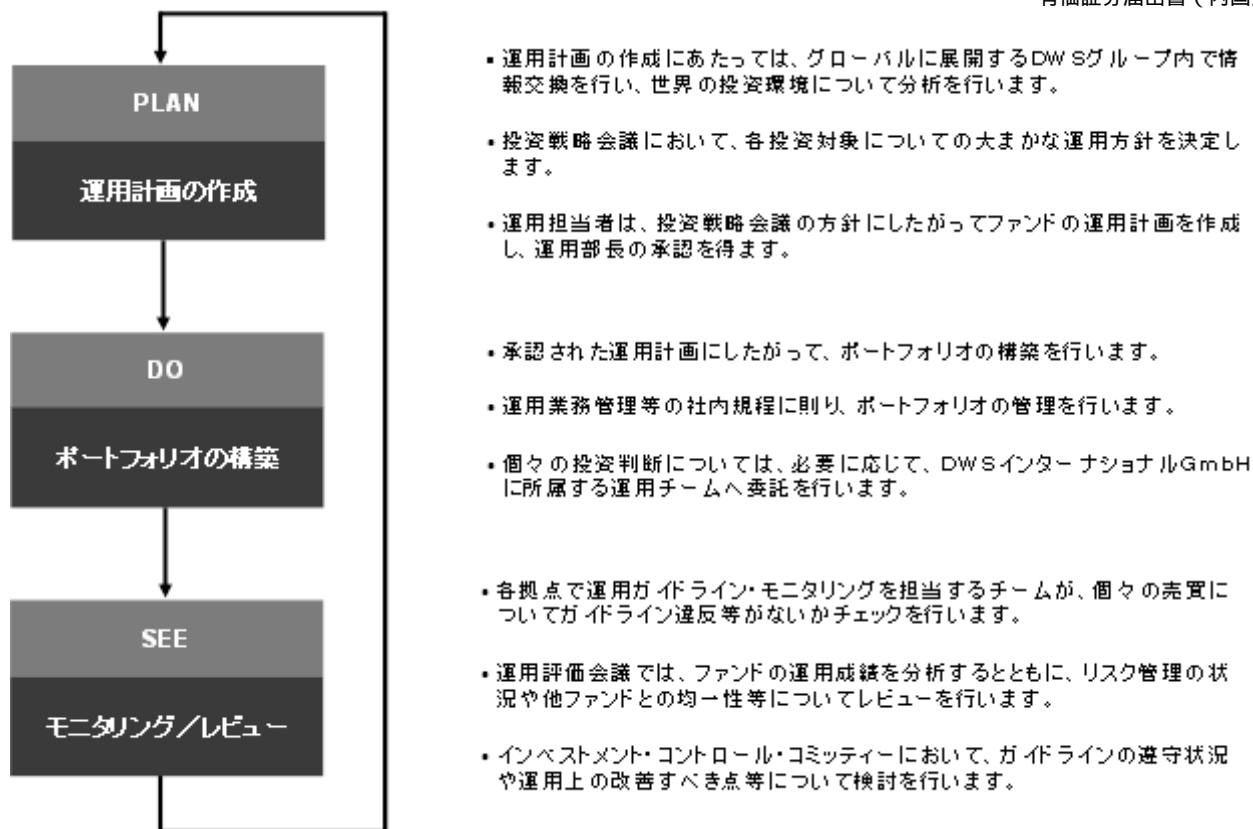 PLAN
運用計画の作成
•運用計画の作成にあたっては、グローバルに展開するDWSグループ内で情
報交換を行い、世界の投資環境について分析を行います。
•投資戦略会議において、各投資対象についての大まかな運用方針を決定し
ます。
•運用担当者は、投資戦略会議の方針にしたがってファンドの運用計画を作成
し、運用部長の承認を得ます。
DO
ポートフォリオの構築
•承認された運用計画にしたがって、ポートフォリオの構築を行います。
•運用業務管理等の社内規程に則り、ポートフォリオの管理を行います。
•個々の投資判断については、必要に応じて、DWSインターナショナルGmbH
に所属する運用チームへ委託を行います。
SEE
モニタリング／レビュー
•各拠点で運用ガイドライン・モニタリングを担当するチームが、個々の売買に
ついてガイドライン違反等がないかチェックを行います。
•運用評価会議では、ファンドの運用成績を分析するとともに、リスク管理の状
況や他ファンドとの均一性等についてレビューを行います。
•インベストメント・コントロール・コミッティーにおいて、ガイドラインの遵守状況
や運用上の改善すべき点等について検討を行います。